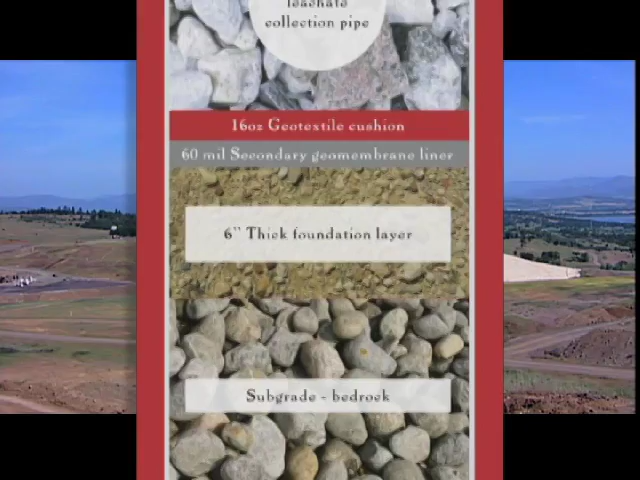 leachate
collection pipe
16oz Geotextile cushion
60 mil Secondary geomembrane liner
6" Thick foundation layer
Subgrade - bedrock